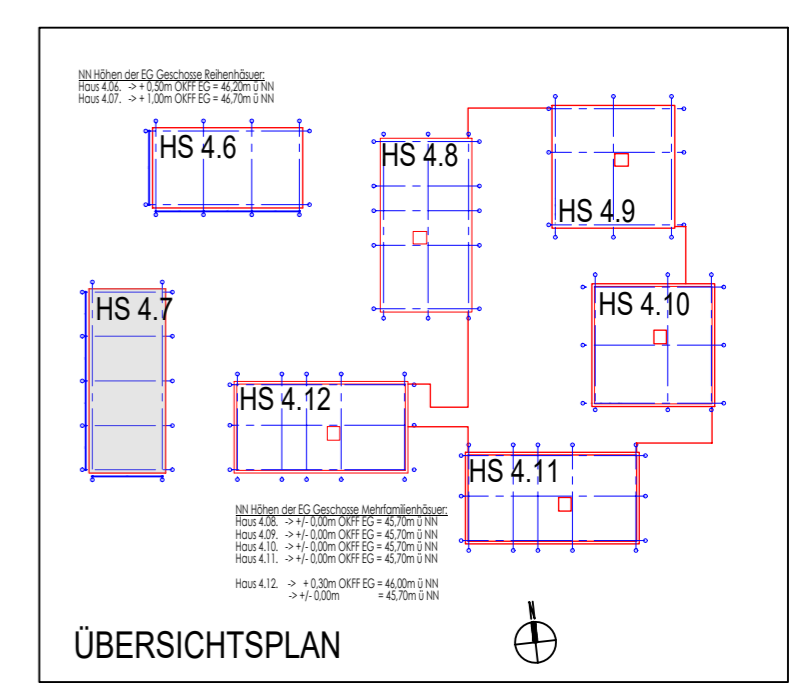 NN Höhen der EG Geschosse Reihenhäsuer:
Haus 4.06. -> + 0,50m OKFF EG = 46,20m ü NN
Haus 4.07. -> + 1,00m OKFF EG = 46,70m ü NN
HS 4.6
HS 4.8
HS 4.9
HS 4.7
HS 4.10
HS 4.12
HS 4.11
NN Höhen der EG Geschosse Mehrfamilienhäsuer:
Haus 4.08. -> +/- 0,00m OKFF EG = 45,70m ü NN
Haus 4.09. -> +/- 0,00m OKFF EG = 45,70m ü NN
Haus 4.10. -> +/- 0,00m OKFF EG = 45,70m ü NN
Haus 4.11. -> +/- 0,00m OKFF EG = 45,70m ü NN
Haus 4.12. -> + 0,30m OKFF EG = 46,00m ü NN
-> +/- 0,00m = 45,70m ü NN
N
ÜBERSICHTSPLAN